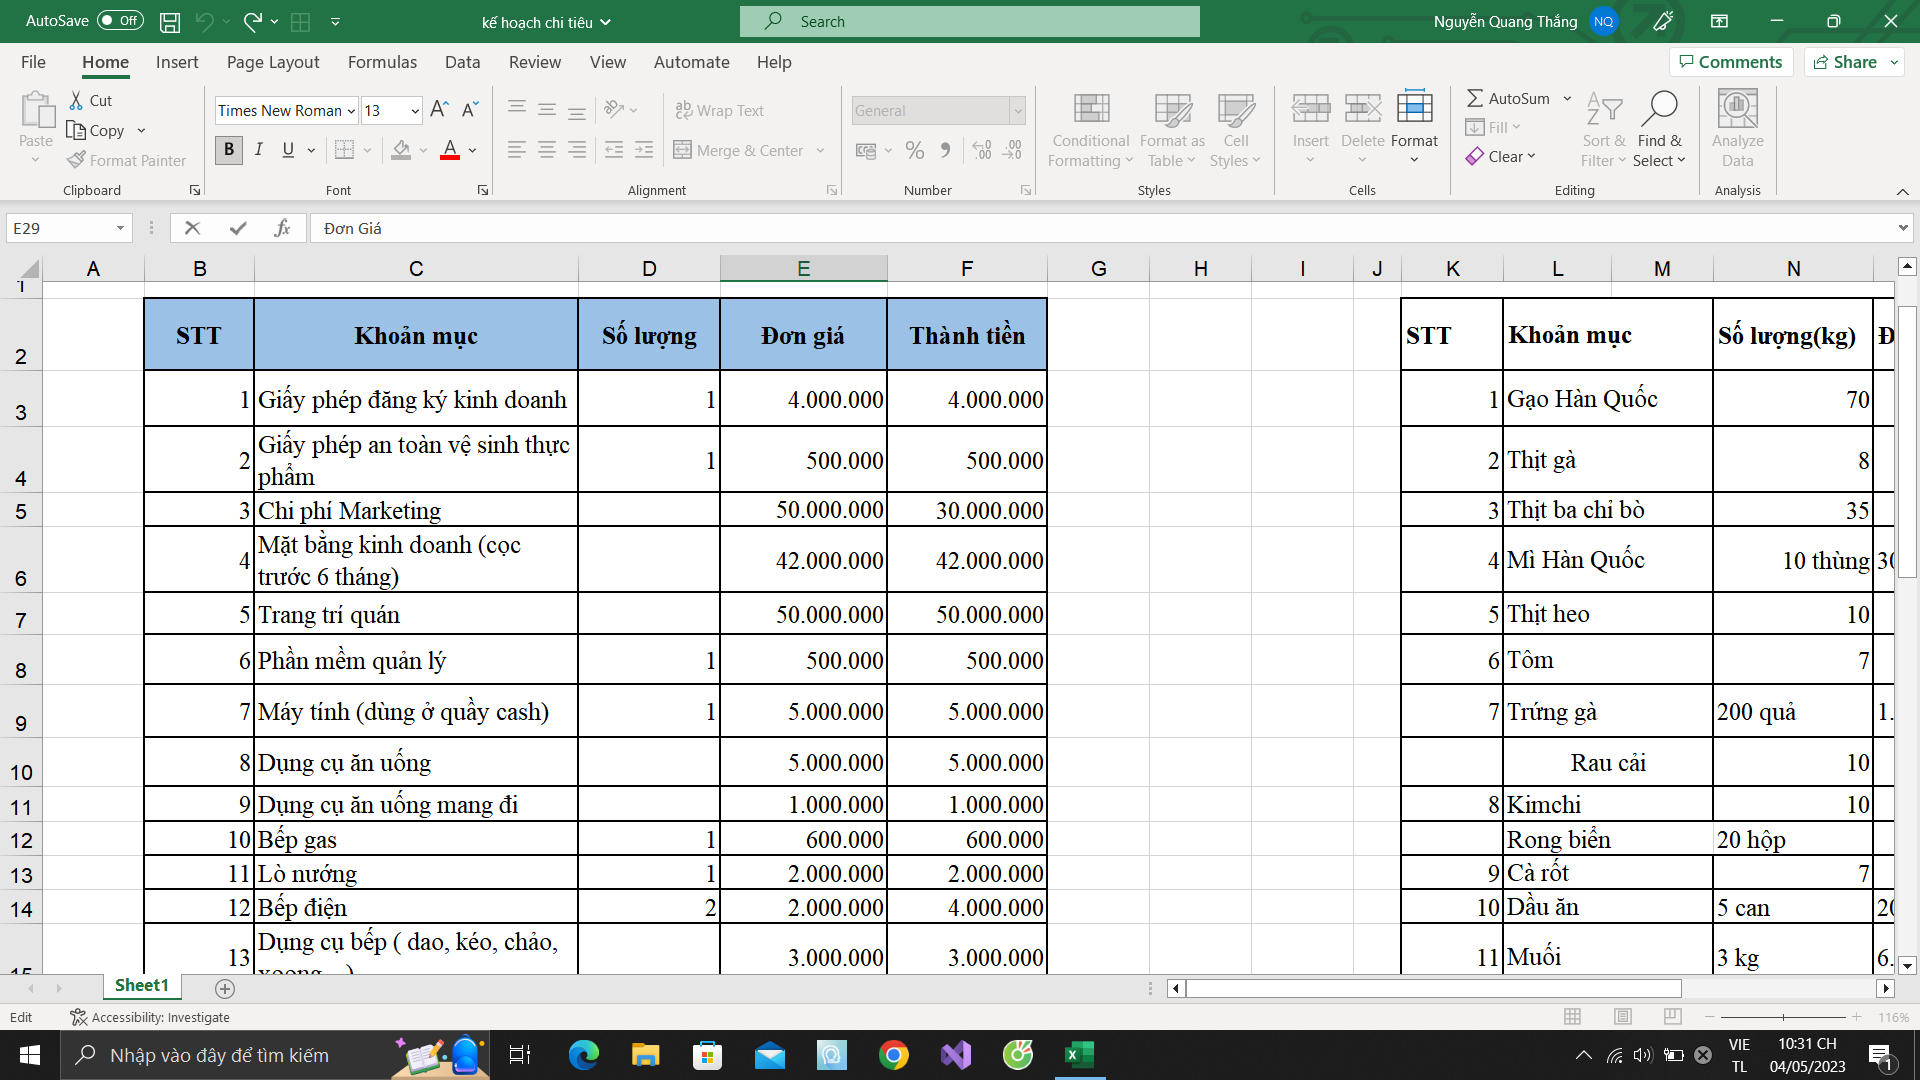 AutoSave Off
kế hoạch chi tiêu
Search
Nguyễn Quang Thắng NQ
File Home Insert Page Layout Formulas Data Review View Automate Help
Comments Share
Paste Cut Copy Format Painter Clipboard
Times New Roman 13
B I U A Font
ab Wrap Text
Merge & Center
Alignment
General
% Number
Conditional Formatting Format as Table Cell Styles
Styles
Insert Delete Format
Cells
AutoSum Fill Clear
Sort & Filter Find & Select
Editing
Analyze Data
Analysis
E29 fx Đơn Giá
A B C D E F G H I J K L M N
1
2 STT Khoản mục Số lượng Đơn giá Thành tiền STT Khoản mục Số lượng(kg) Đ
3 1 Giấy phép đăng ký kinh doanh 1 4.000.000 4.000.000 1 Gạo Hàn Quốc 70
4 2 Giấy phép an toàn vệ sinh thực phẩm 1 500.000 500.000 2 Thịt gà 8
5 3 Chi phí Marketing 50.000.000 30.000.000 3 Thịt ba chỉ bò 35
6 4 Mặt bằng kinh doanh (cọc trước 6 tháng) 42.000.000 42.000.000 4 Mì Hàn Quốc 10 thùng 30
7 5 Trang trí quán 50.000.000 50.000.000 5 Thịt heo 10
8 6 Phần mềm quản lý 1 500.000 500.000 6 Tôm 7
9 7 Máy tính (dùng ở quầy cash) 1 5.000.000 5.000.000 7 Trứng gà 200 quả 1.
10 8 Dụng cụ ăn uống 5.000.000 5.000.000 Rau cải 10
11 9 Dụng cụ ăn uống mang đi 1.000.000 1.000.000 8 Kimchi 10
12 10 Bếp gas 1 600.000 600.000 Rong biển 20 hộp
13 11 Lò nướng 1 2.000.000 2.000.000 9 Cà rốt 7
14 12 Bếp điện 2 2.000.000 4.000.000 10 Dầu ăn 5 can 20
15 13 Dụng cụ bếp ( dao, kéo, chảo, 3.000.000 3.000.000 11 Muối 3 kg 6.
Sheet1
Edit Accessibility: Investigate 116%
Nhập vào đây để tìm kiếm
VIE TL
10:31 CH
04/05/2023
1